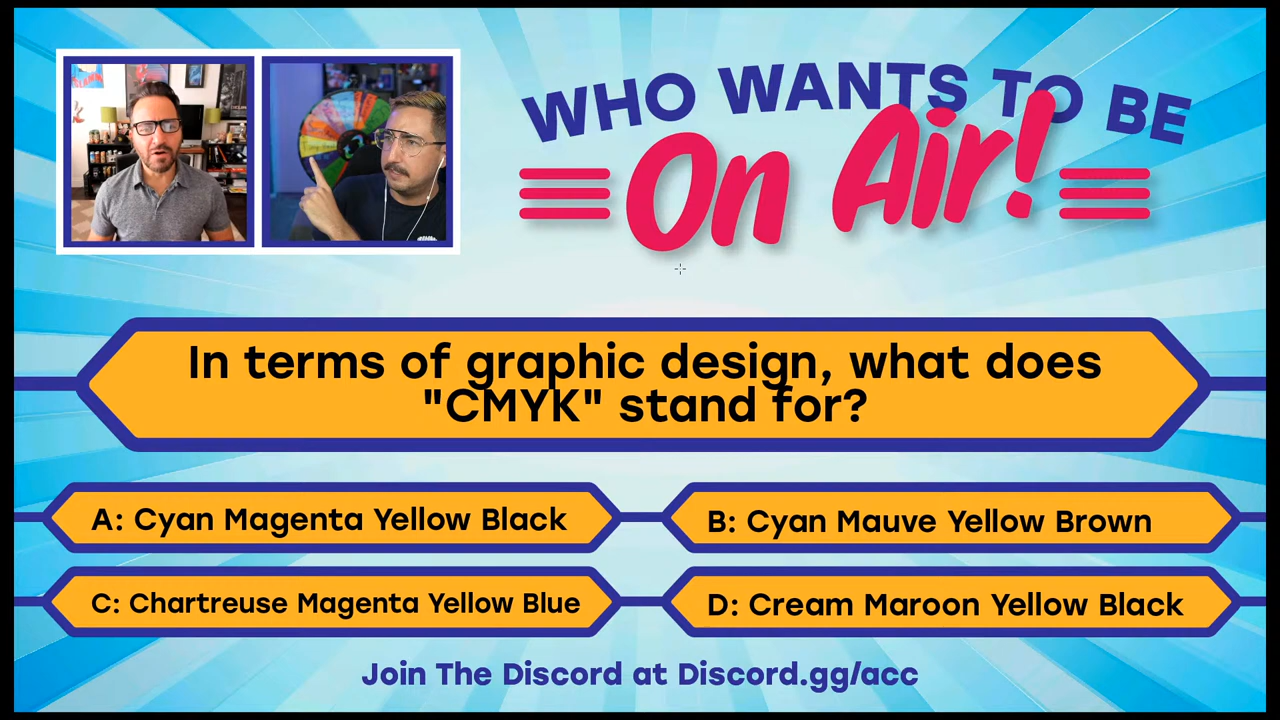 WHO WANTS TO BE
On Air!
In terms of graphic design, what does
"CMYK" stand for?
A: Cyan Magenta Yellow Black
B: Cyan Mauve Yellow Brown
C: Chartreuse Magenta Yellow Blue
D: Cream Maroon Yellow Black
Join The Discord at Discord.gg/acc